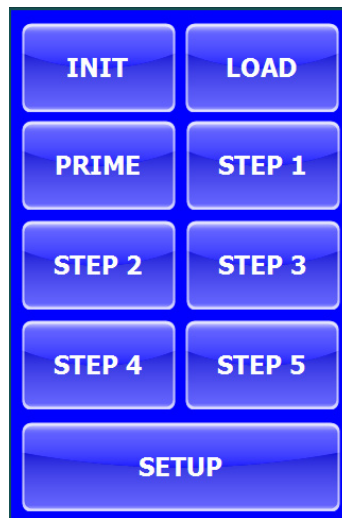 INIT LOAD
PRIME STEP 1
STEP 2 STEP 3
STEP 4 STEP 5
SETUP